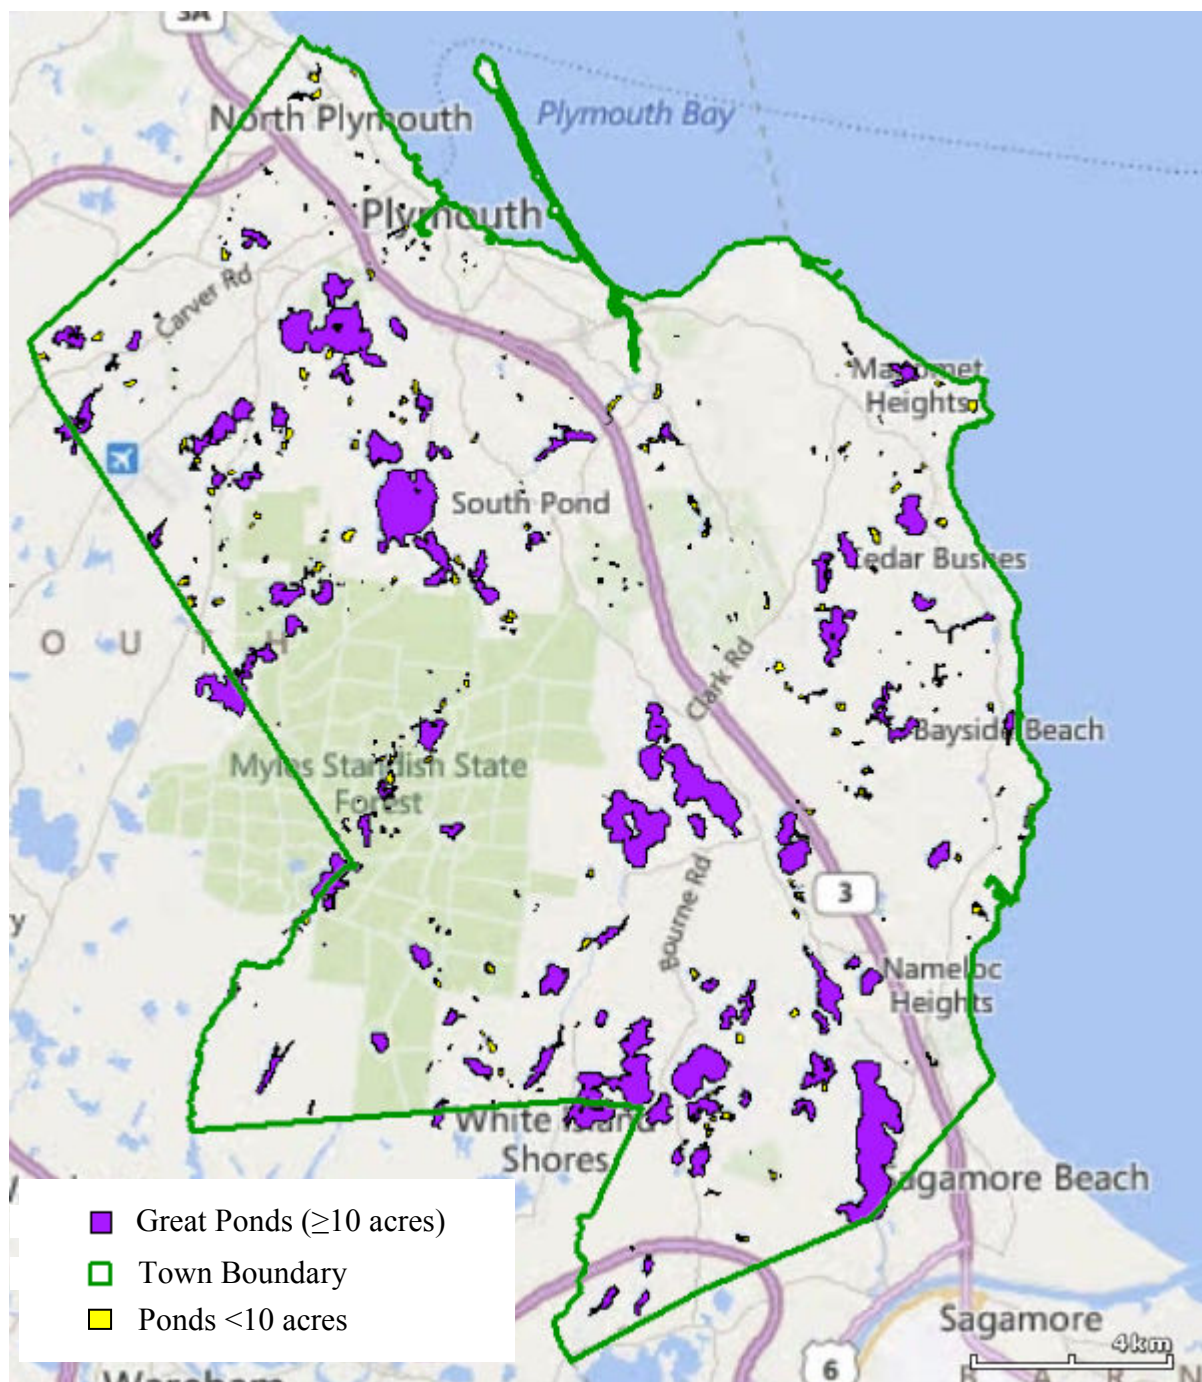 3A
North Plymouth
Plymouth Bay
Plymouth
Carver Rd
Heights
South Pond
Cedar Bushes
O U T H
Clark Rd
Bayside Beach
Myles Standish State
Forest
3
Bourne Rd
Nameloc
Heights
White Island
Shores
Sagamore Beach
Great Ponds (≥10 acres)
Town Boundary
Ponds <10 acres
Sagamore
4km
6
B A R N